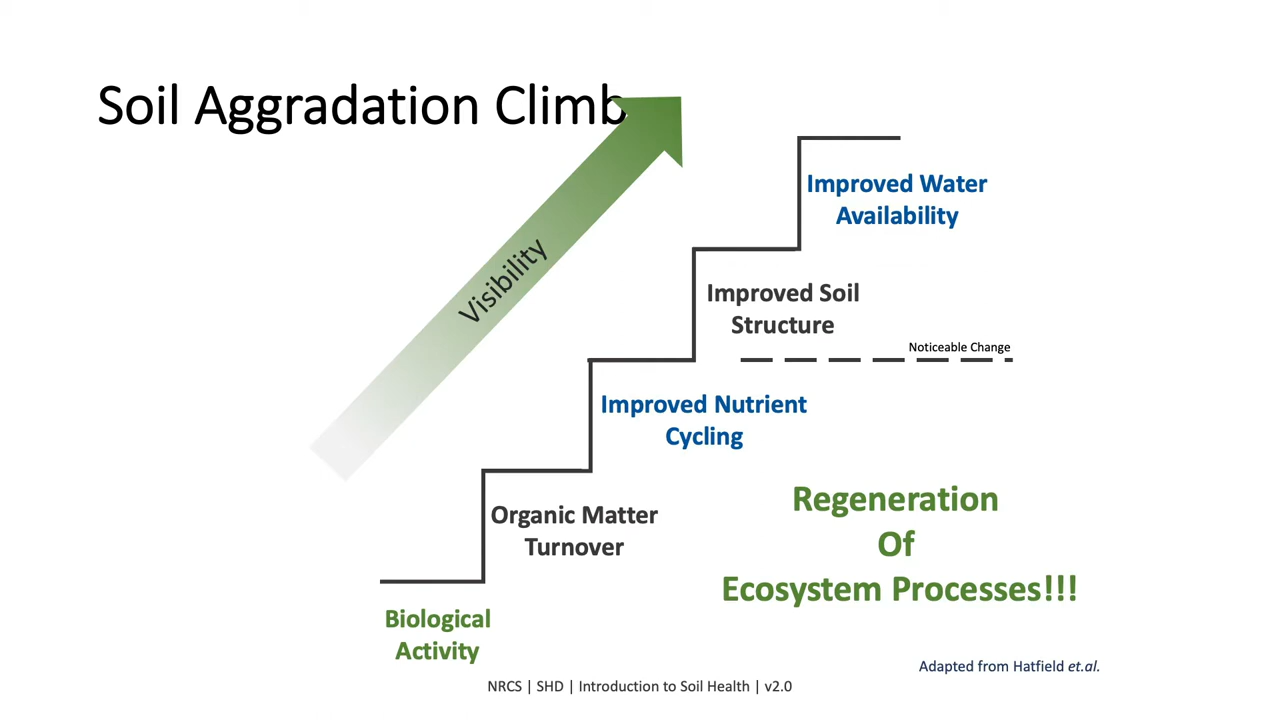 Soil Aggradation Climb
Visibility
Improved Water
Availability
Improved Soil
Structure
Noticeable Change
Improved Nutrient
Cycling
Organic Matter
Turnover
Biological
Activity
Regeneration
Of
Ecosystem Processes!!!
Adapted from Hatfield et.al.
NRCS | SHD | Introduction to Soil Health | v2.0